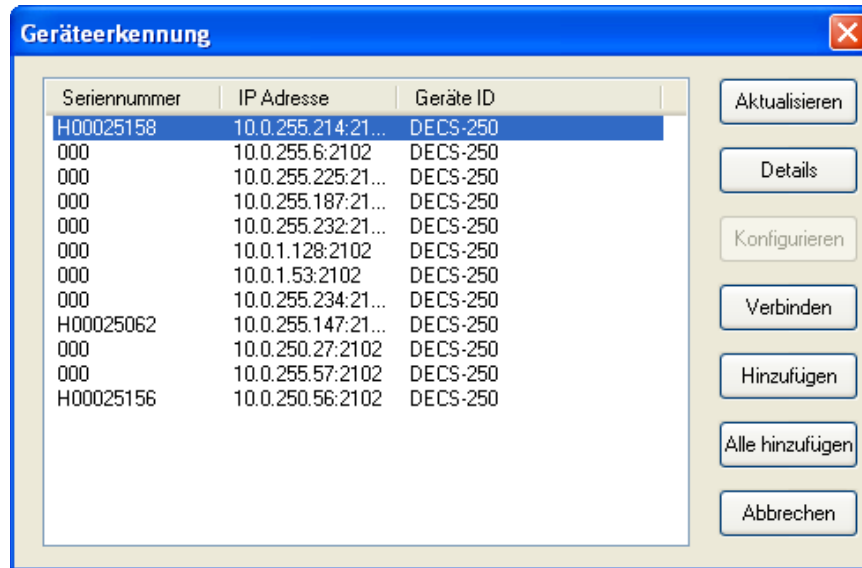 Geräteerkennung
Seriennummer IP Adresse Geräte ID
H00025158 10.0.255.214:21... DECS-250
000 10.0.255.6:2102 DECS-250
000 10.0.255.225:21... DECS-250
000 10.0.255.187:21... DECS-250
000 10.0.255.232:21... DECS-250
000 10.0.1.128:2102 DECS-250
000 10.0.1.53:2102 DECS-250
000 10.0.255.234:21... DECS-250
H00025062 10.0.255.147:21... DECS-250
000 10.0.250.27:2102 DECS-250
000 10.0.255.57:2102 DECS-250
H00025156 10.0.250.56:2102 DECS-250
Aktualisieren
Details
Konfigurieren
Verbinden
Hinzufügen
Alle hinzufügen
Abbrechen